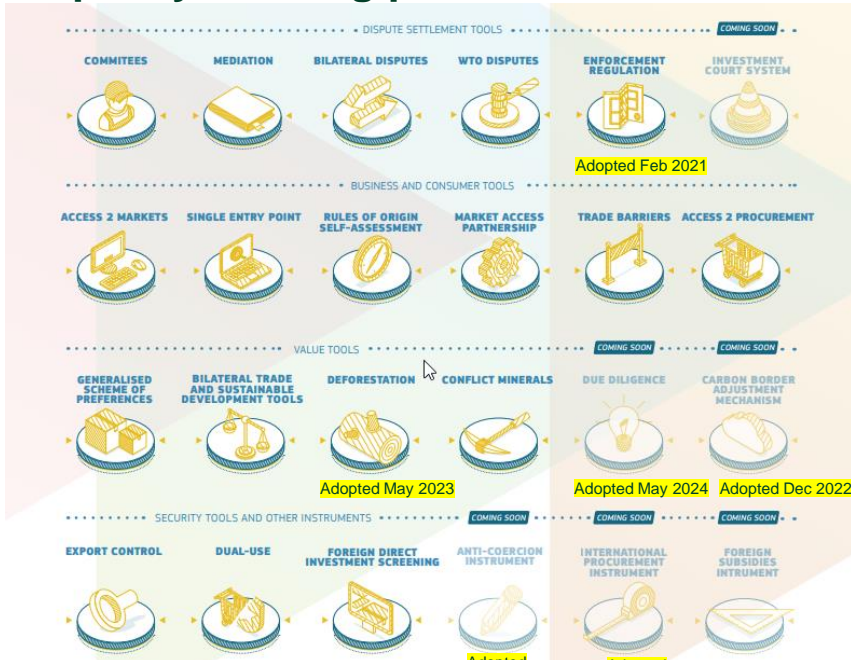 DISPUTE SETTLEMENT TOOLS
COMING SOON
COMMITEES
MEDIATION
BILATERAL DISPUTES
WTO DISPUTES
ENFORCEMENT
REGULATION
INVESTMENT
COURT SYSTEM
Adopted Feb 2021
BUSINESS AND CONSUMER TOOLS
ACCESS 2 MARKETS
SINGLE ENTRY POINT
RULES OF ORIGIN
SELF-ASSESSMENT
MARKET ACCESS
PARTNERSHIP
TRADE BARRIERS
ACCESS 2 PROCUREMENT
VALUE TOOLS
COMING SOON
COMING SOON
GENERALISED
SCHEME OF
PREFERENCES
BILATERAL TRADE
AND SUSTAINABLE
DEVELOPMENT TOOLS
DEFORESTATION
CONFLICT MINERALS
DUE DILIGENCE
CARBON BORDER
ADJUSTMENT
MECHANISM
Adopted May 2023
Adopted May 2024
Adopted Dec 2022
SECURITY TOOLS AND OTHER INSTRUMENTS
COMING SOON
COMING SOON
COMING SOON
EXPORT CONTROL
DUAL-USE
FOREIGN DIRECT
INVESTMENT SCREENING
ANTI-COERCION
INSTRUMENT
INTERNATIONAL
PROCUREMENT
INSTRUMENT
FOREIGN
SUBSIDIES
INTRUMENT
Adopted